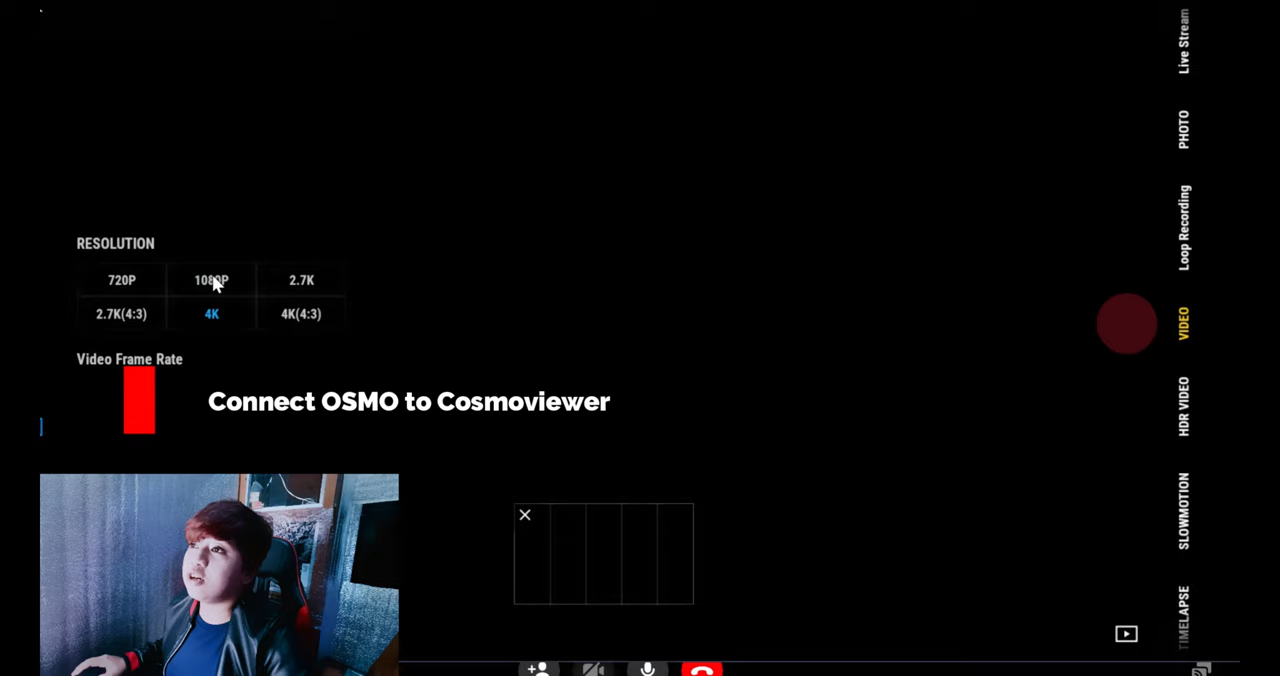 RESOLUTION
720P 1080P 2.7K
2.7K(4:3) 4K 4K(4:3)
Video Frame Rate
Connect OSMO to Cosmoviewer
Live Stream
PHOTO
Loop Recording
VIDEO
HDR VIDEO
SLOWMOTION
TIMELAPSE